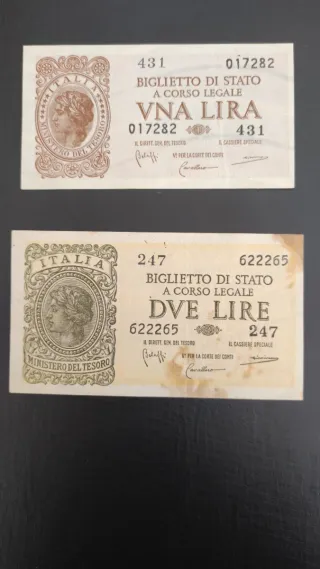 431 017282
ITALIA
BIGLIETTO DI STATO
A CORSO LEGALE
VNA LIRA
017282 431
MINISTERO DEL TESORO
IL DIRETT. GEN. DEL TESORO IL CASSIERE SPECIALE
Vº PER LA CORTE DEI CONTI
ITALIA
247 622265
BIGLIETTO DI STATO
A CORSO LEGALE
DVE LIRE
622265 247
IL DIRETT. GEN. DEL TESORO IL CASSIERE SPECIALE
Vº PER LA CORTE DEI CONTI
MINISTERO DEL TESORO